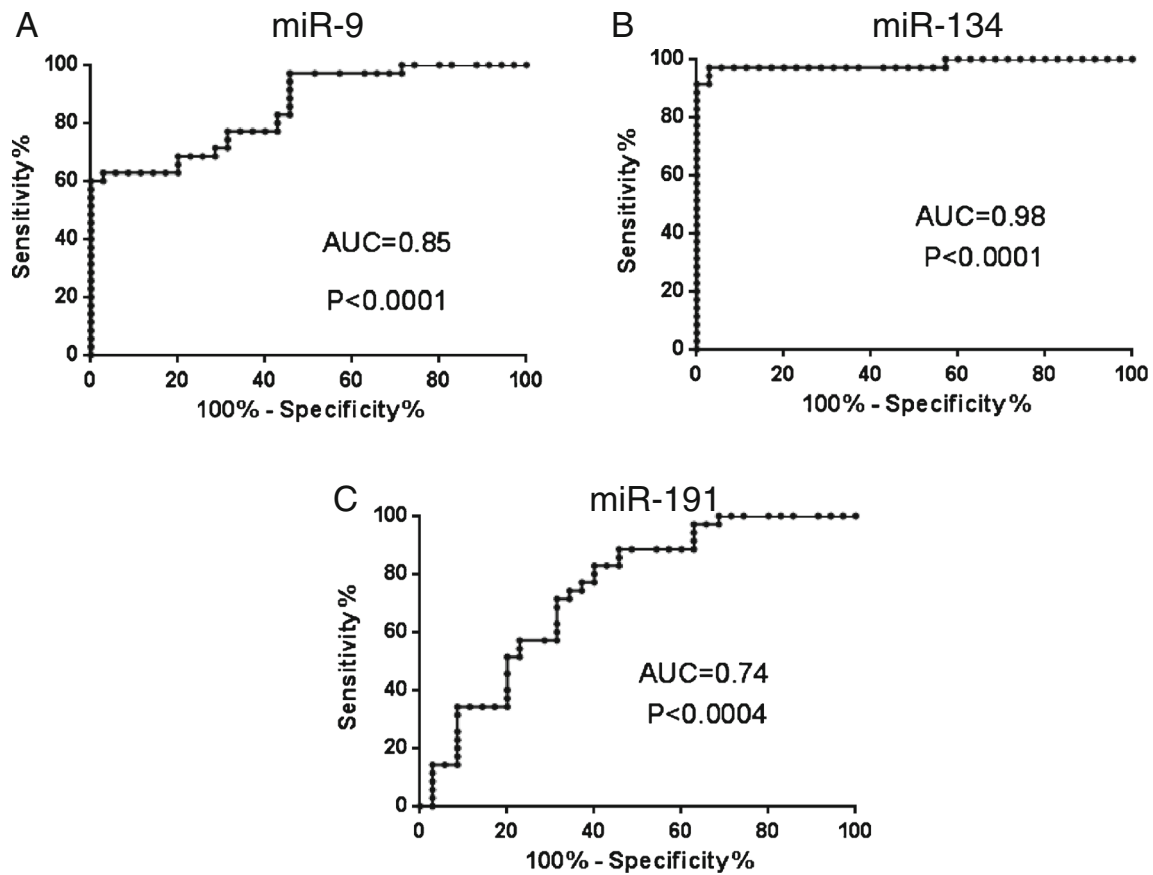 A miR-9
100
80
60
40
20
0
Sensitivity%
AUC=0.85
P<0.0001
0 20 40 60 80 100
100% - Specificity%
B miR-134
100
80
60
40
20
0
Sensitivity%
AUC=0.98
P<0.0001
0 20 40 60 80 100
100% - Specificity%
C miR-191
100
80
60
40
20
0
Sensitivity%
AUC=0.74
P<0.0004
0 20 40 60 80 100
100% - Specificity%